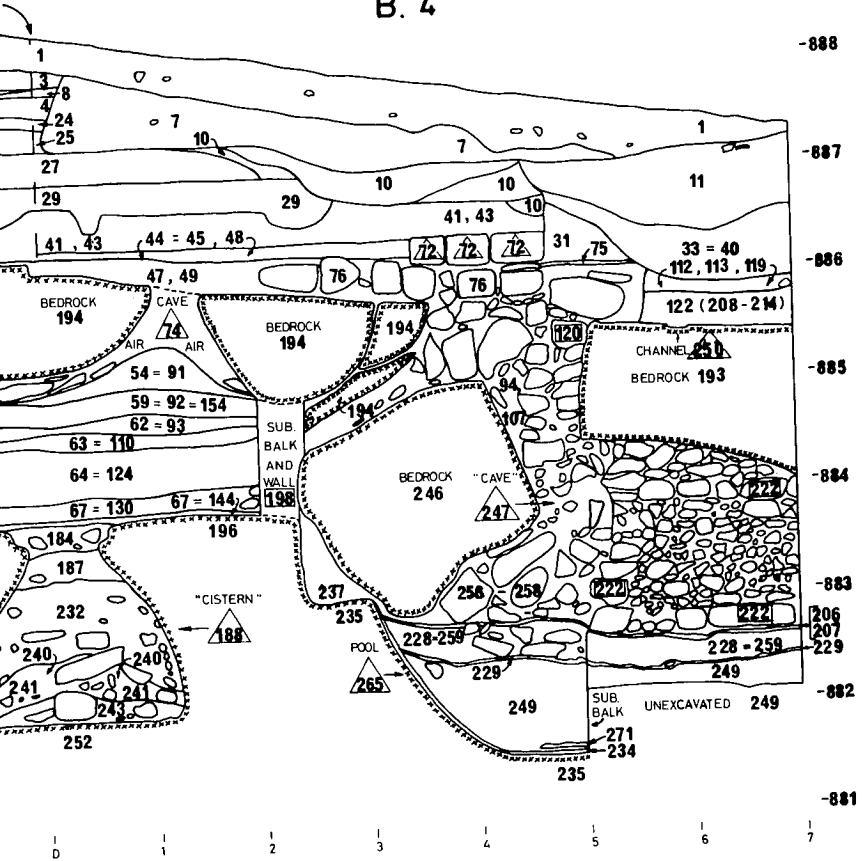 B. 4
-888
1
3
8
4
24
25
7
1
10
7
-887
27
10
10
11
29
29
10
41, 43
41, 43
44 = 45, 48
72
72
72
31
75
33 = 40
-886
112, 113, 119
47, 49
76
76
122 (208-214)
BEDROCK
194
CAVE
74
AIR
AIR
BEDROCK
194
194
120
CHANNEL 250
BEDROCK 193
-885
54 = 91
94
59 = 92 = 154
194
107
62 = 93
SUB.
BALK
AND
WALL
198
63 = 110
64 = 124
BEDROCK
246
"CAVE"
247
-884
222
67 = 144
67 = 130
196
184
187
-883
237
258 - 258
222
"CISTERN"
188
232
235
222
206
207
228-259
228-259
229
POOL
265
229
249
240
240
241
241
243
249
SUB.
BALK
UNEXCAVATED 249
-882
252
271
234
235
-881
D
1
2
3
4
5
6
7